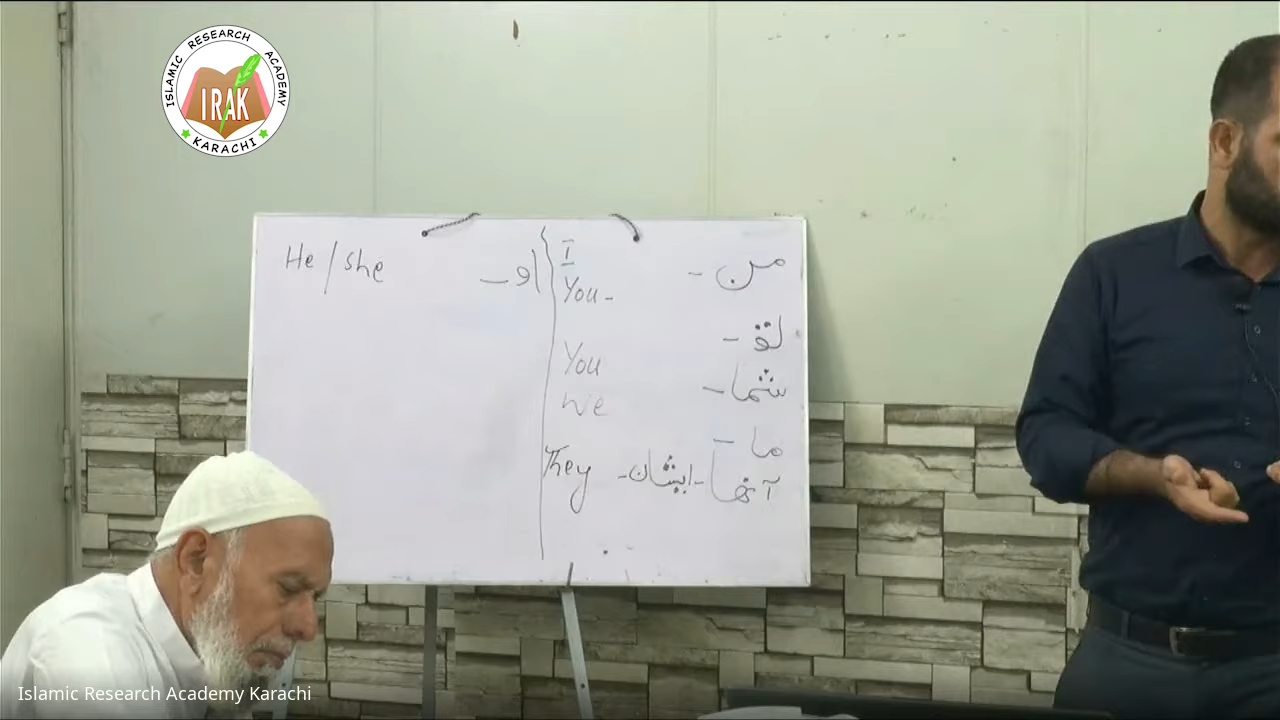 ISLAMIC RESEARCH ACADEMY
IRAK
KARACHI
He / She او -
I من -
You -
تو -
You شما -
We ما -
They آنها - ایشان -
Islamic Research Academy Karachi